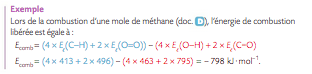 Exemple
Lors de la combustion d'une mole de méthane (doc. D), l'énergie de combustion
libérée est égale à :
E_comb = (4 × E_ℓ(C–H) + 2 × E_ℓ(O=O)) – (4 × E_ℓ(O–H) + 2 × E_ℓ(C=O)
E_comb = (4 × 413 + 2 × 496) – (4 × 463 + 2 × 795) = – 798 kJ·mol⁻¹.